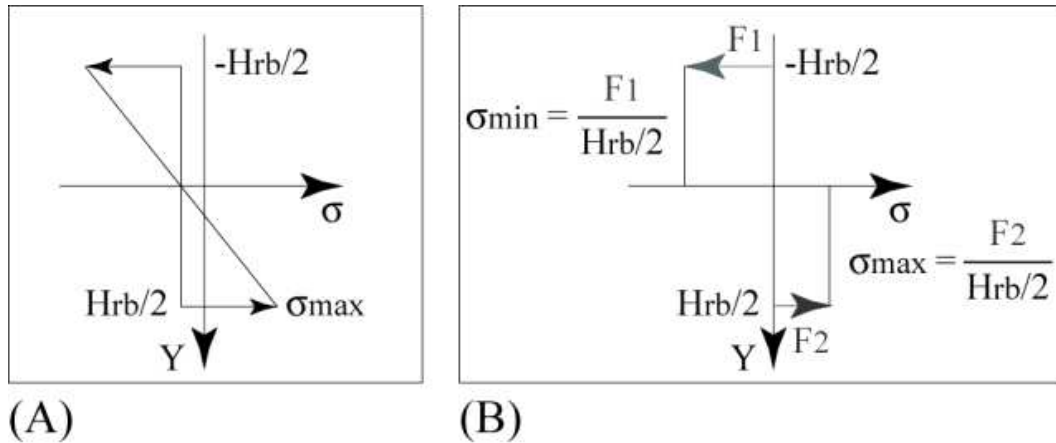 -Hrb/2
σ
Hrb/2
σmax
Y
(A)
F1
-Hrb/2
σmin = F1
Hrb/2
σ
σmax = F2
Hrb/2
Hrb/2
F2
Y
(B)